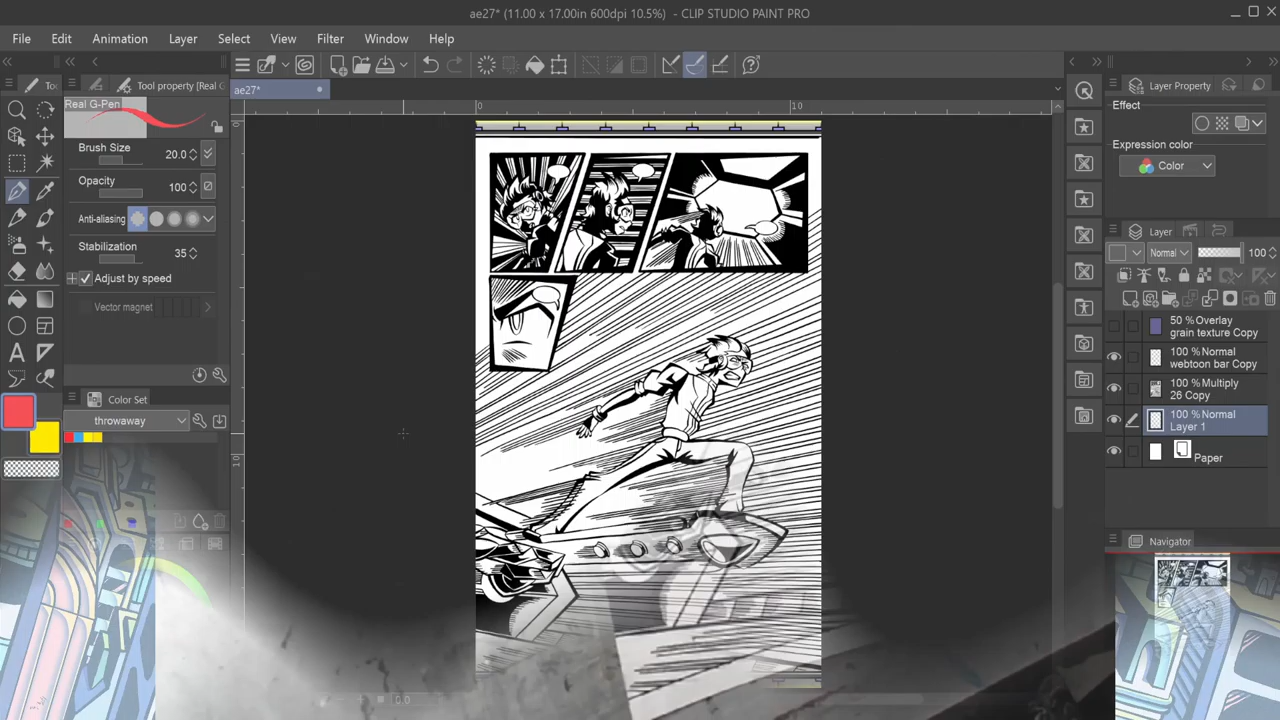 ae27* (11.00 x 17.00in 600dpi 10.5%) - CLIP STUDIO PAINT PRO
File Edit Animation Layer Select View Filter Window Help
Tool property [Real G
Layer Property
ae27*
Real G-Pen
0 10
Effect
Brush Size
20.0
Expression color
Opacity
100
Color
Anti-aliasing
Layer
Stabilization
35
Normal
100
Adjust by speed
Vector magnet
50 % Overlay
grain texture Copy
100 % Normal
webtoon bar Copy
100 % Multiply
26 Copy
Color Set
throwaway
100 % Normal
Layer 1
Paper
Navigator
0.0